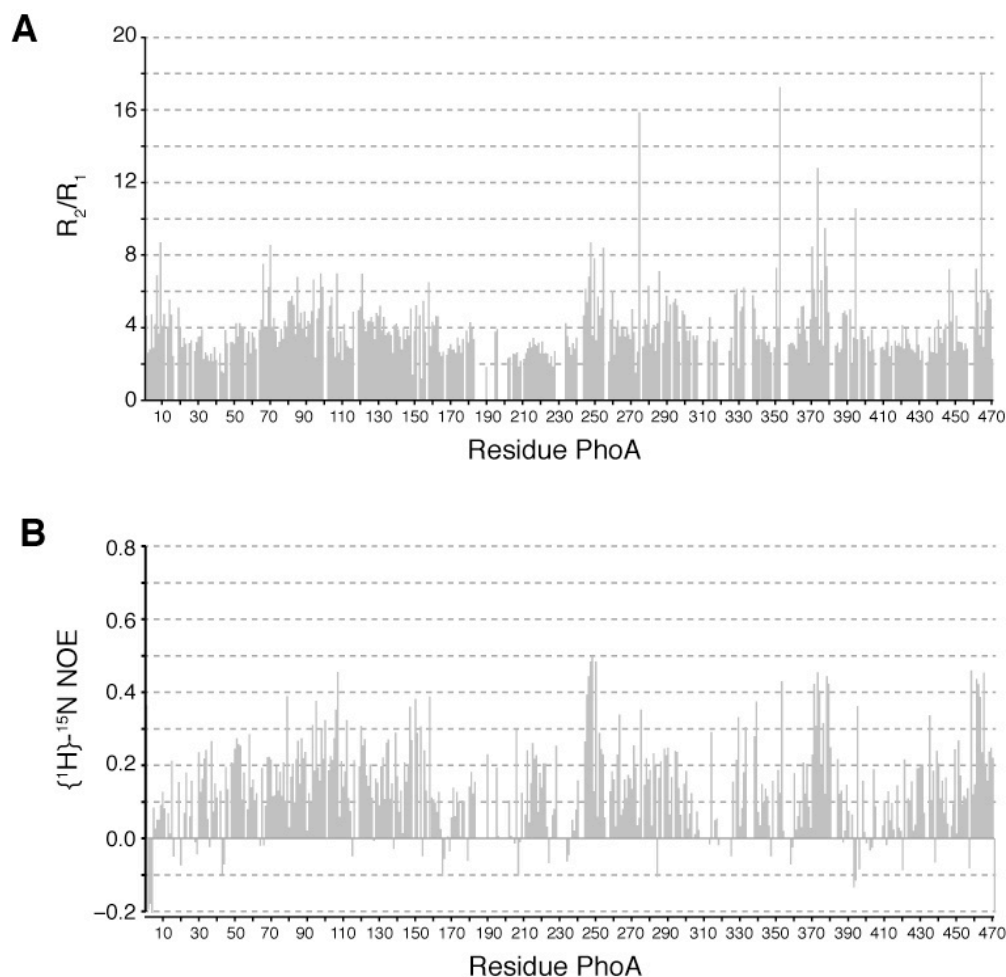 A
R2/R1
20
16
12
8
4
0
10 30 50 70 90 110 130 150 170 190 210 230 250 270 290 310 330 350 370 390 410 430 450 470
Residue PhoA
B
{¹H}-¹⁵N NOE
0.8
0.6
0.4
0.2
0.0
−0.2
10 30 50 70 90 110 130 150 170 190 200 210 230 250 270 290 310 330 350 370 390 410 430 450 470
Residue PhoA